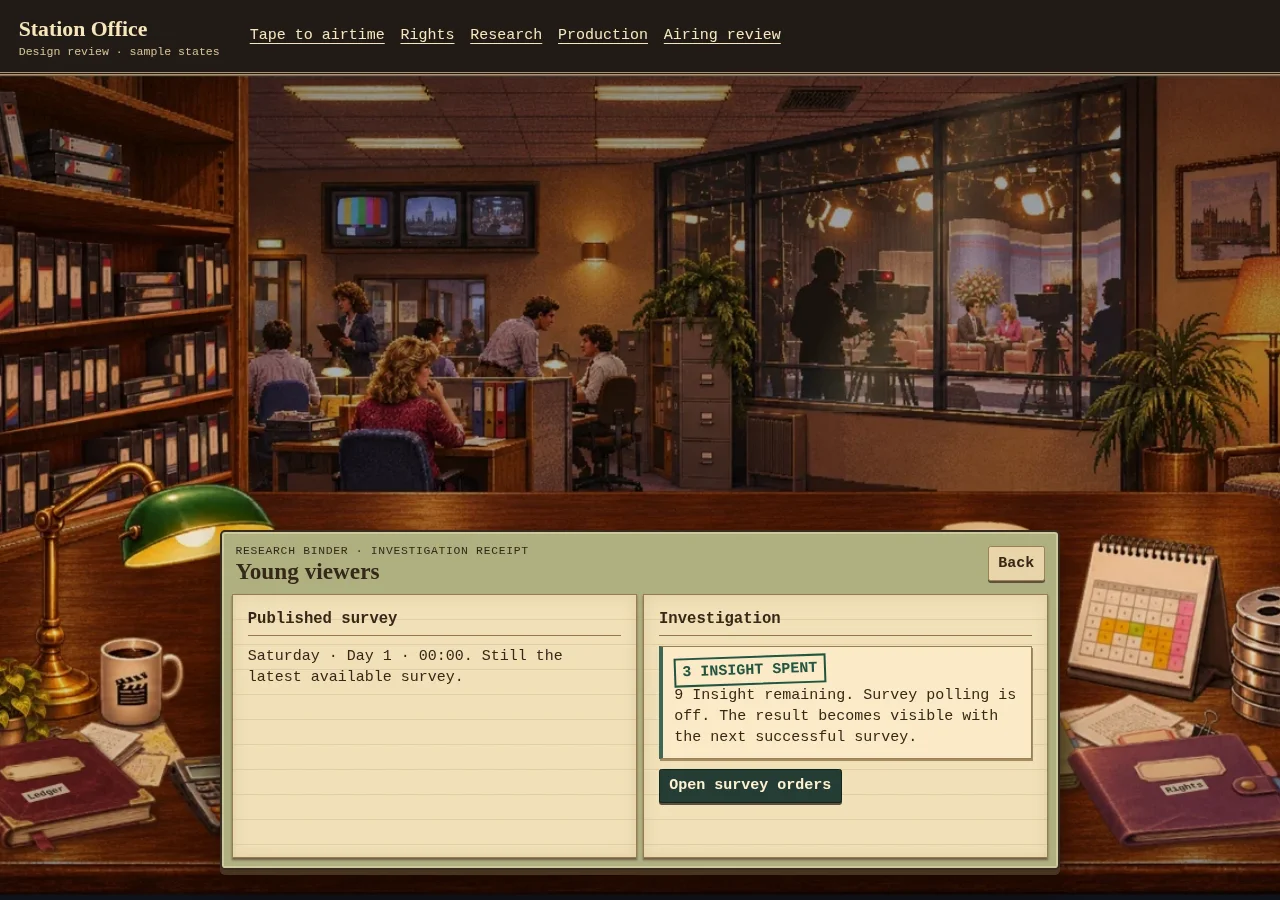 Station Office
Design review · sample states
Tape to airtime Rights Research Production Airing review
RESEARCH BINDER · INVESTIGATION RECEIPT
Young viewers
Back
Published survey
Saturday · Day 1 · 00:00. Still the
latest available survey.
Investigation
3 INSIGHT SPENT
9 Insight remaining. Survey polling is
off. The result becomes visible with
the next successful survey.
Open survey orders
Ledger
Rights